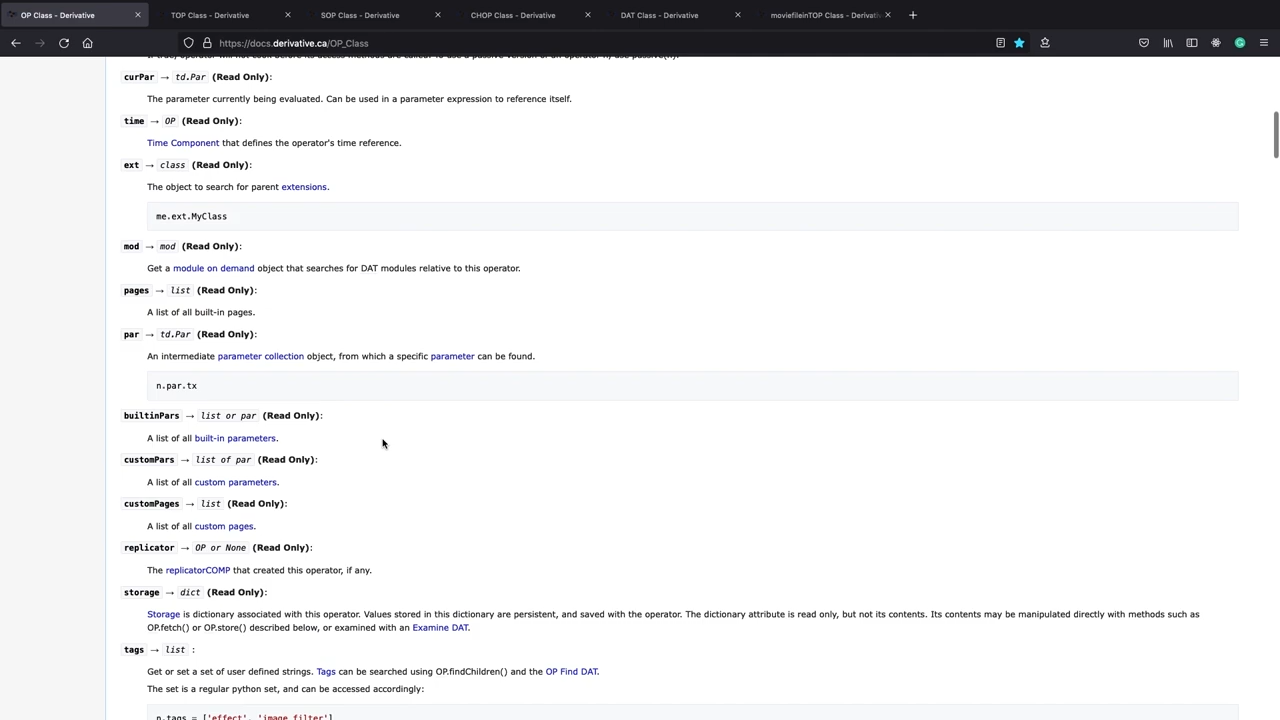 OP Class – Derivative
TOP Class – Derivative
SOP Class – Derivative
CHOP Class – Derivative
DAT Class – Derivative
moviefileinTOP Class – Derivativ
https://docs.derivative.ca/OP_Class
curPar → td.Par (Read Only):
The parameter currently being evaluated. Can be used in a parameter expression to reference itself.
time → OP (Read Only):
Time Component that defines the operator's time reference.
ext → class (Read Only):
The object to search for parent extensions.
me.ext.MyClass
mod → mod (Read Only):
Get a module on demand object that searches for DAT modules relative to this operator.
pages → list (Read Only):
A list of all built-in pages.
par → td.Par (Read Only):
An intermediate parameter collection object, from which a specific parameter can be found.
n.par.tx
builtinPars → list or par (Read Only):
A list of all built-in parameters.
customPars → list of par (Read Only):
A list of all custom parameters.
customPages → list (Read Only):
A list of all custom pages.
replicator → OP or None (Read Only):
The replicatorCOMP that created this operator, if any.
storage → dict (Read Only):
Storage is dictionary associated with this operator. Values stored in this dictionary are persistent, and saved with the operator. The dictionary attribute is read only, but not its contents. Its contents may be manipulated directly with methods such as
OP.fetch() or OP.store() described below, or examined with an Examine DAT.
tags → list :
Get or set a set of user defined strings. Tags can be searched using OP.findChildren() and the OP Find DAT.
The set is a regular python set, and can be accessed accordingly:
n.tags = ['effect', 'image filter']